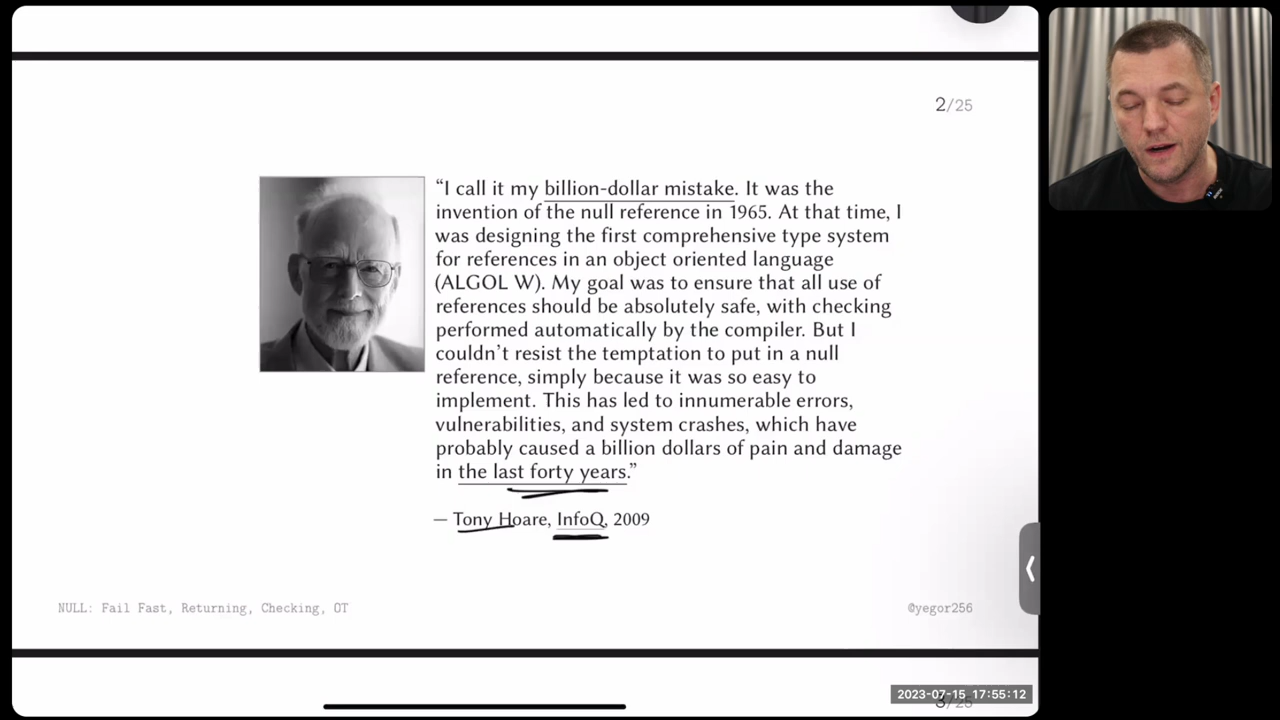 2/25
“I call it my billion-dollar mistake. It was the
invention of the null reference in 1965. At that time, I
was designing the first comprehensive type system
for references in an object oriented language
(ALGOL W). My goal was to ensure that all use of
references should be absolutely safe, with checking
performed automatically by the compiler. But I
couldn’t resist the temptation to put in a null
reference, simply because it was so easy to
implement. This has led to innumerable errors,
vulnerabilities, and system crashes, which have
probably caused a billion dollars of pain and damage
in the last forty years.”
— Tony Hoare, InfoQ, 2009
NULL: Fail Fast, Returning, Checking, OT
@yegor256
2023-07-15 17:55:12
3/25